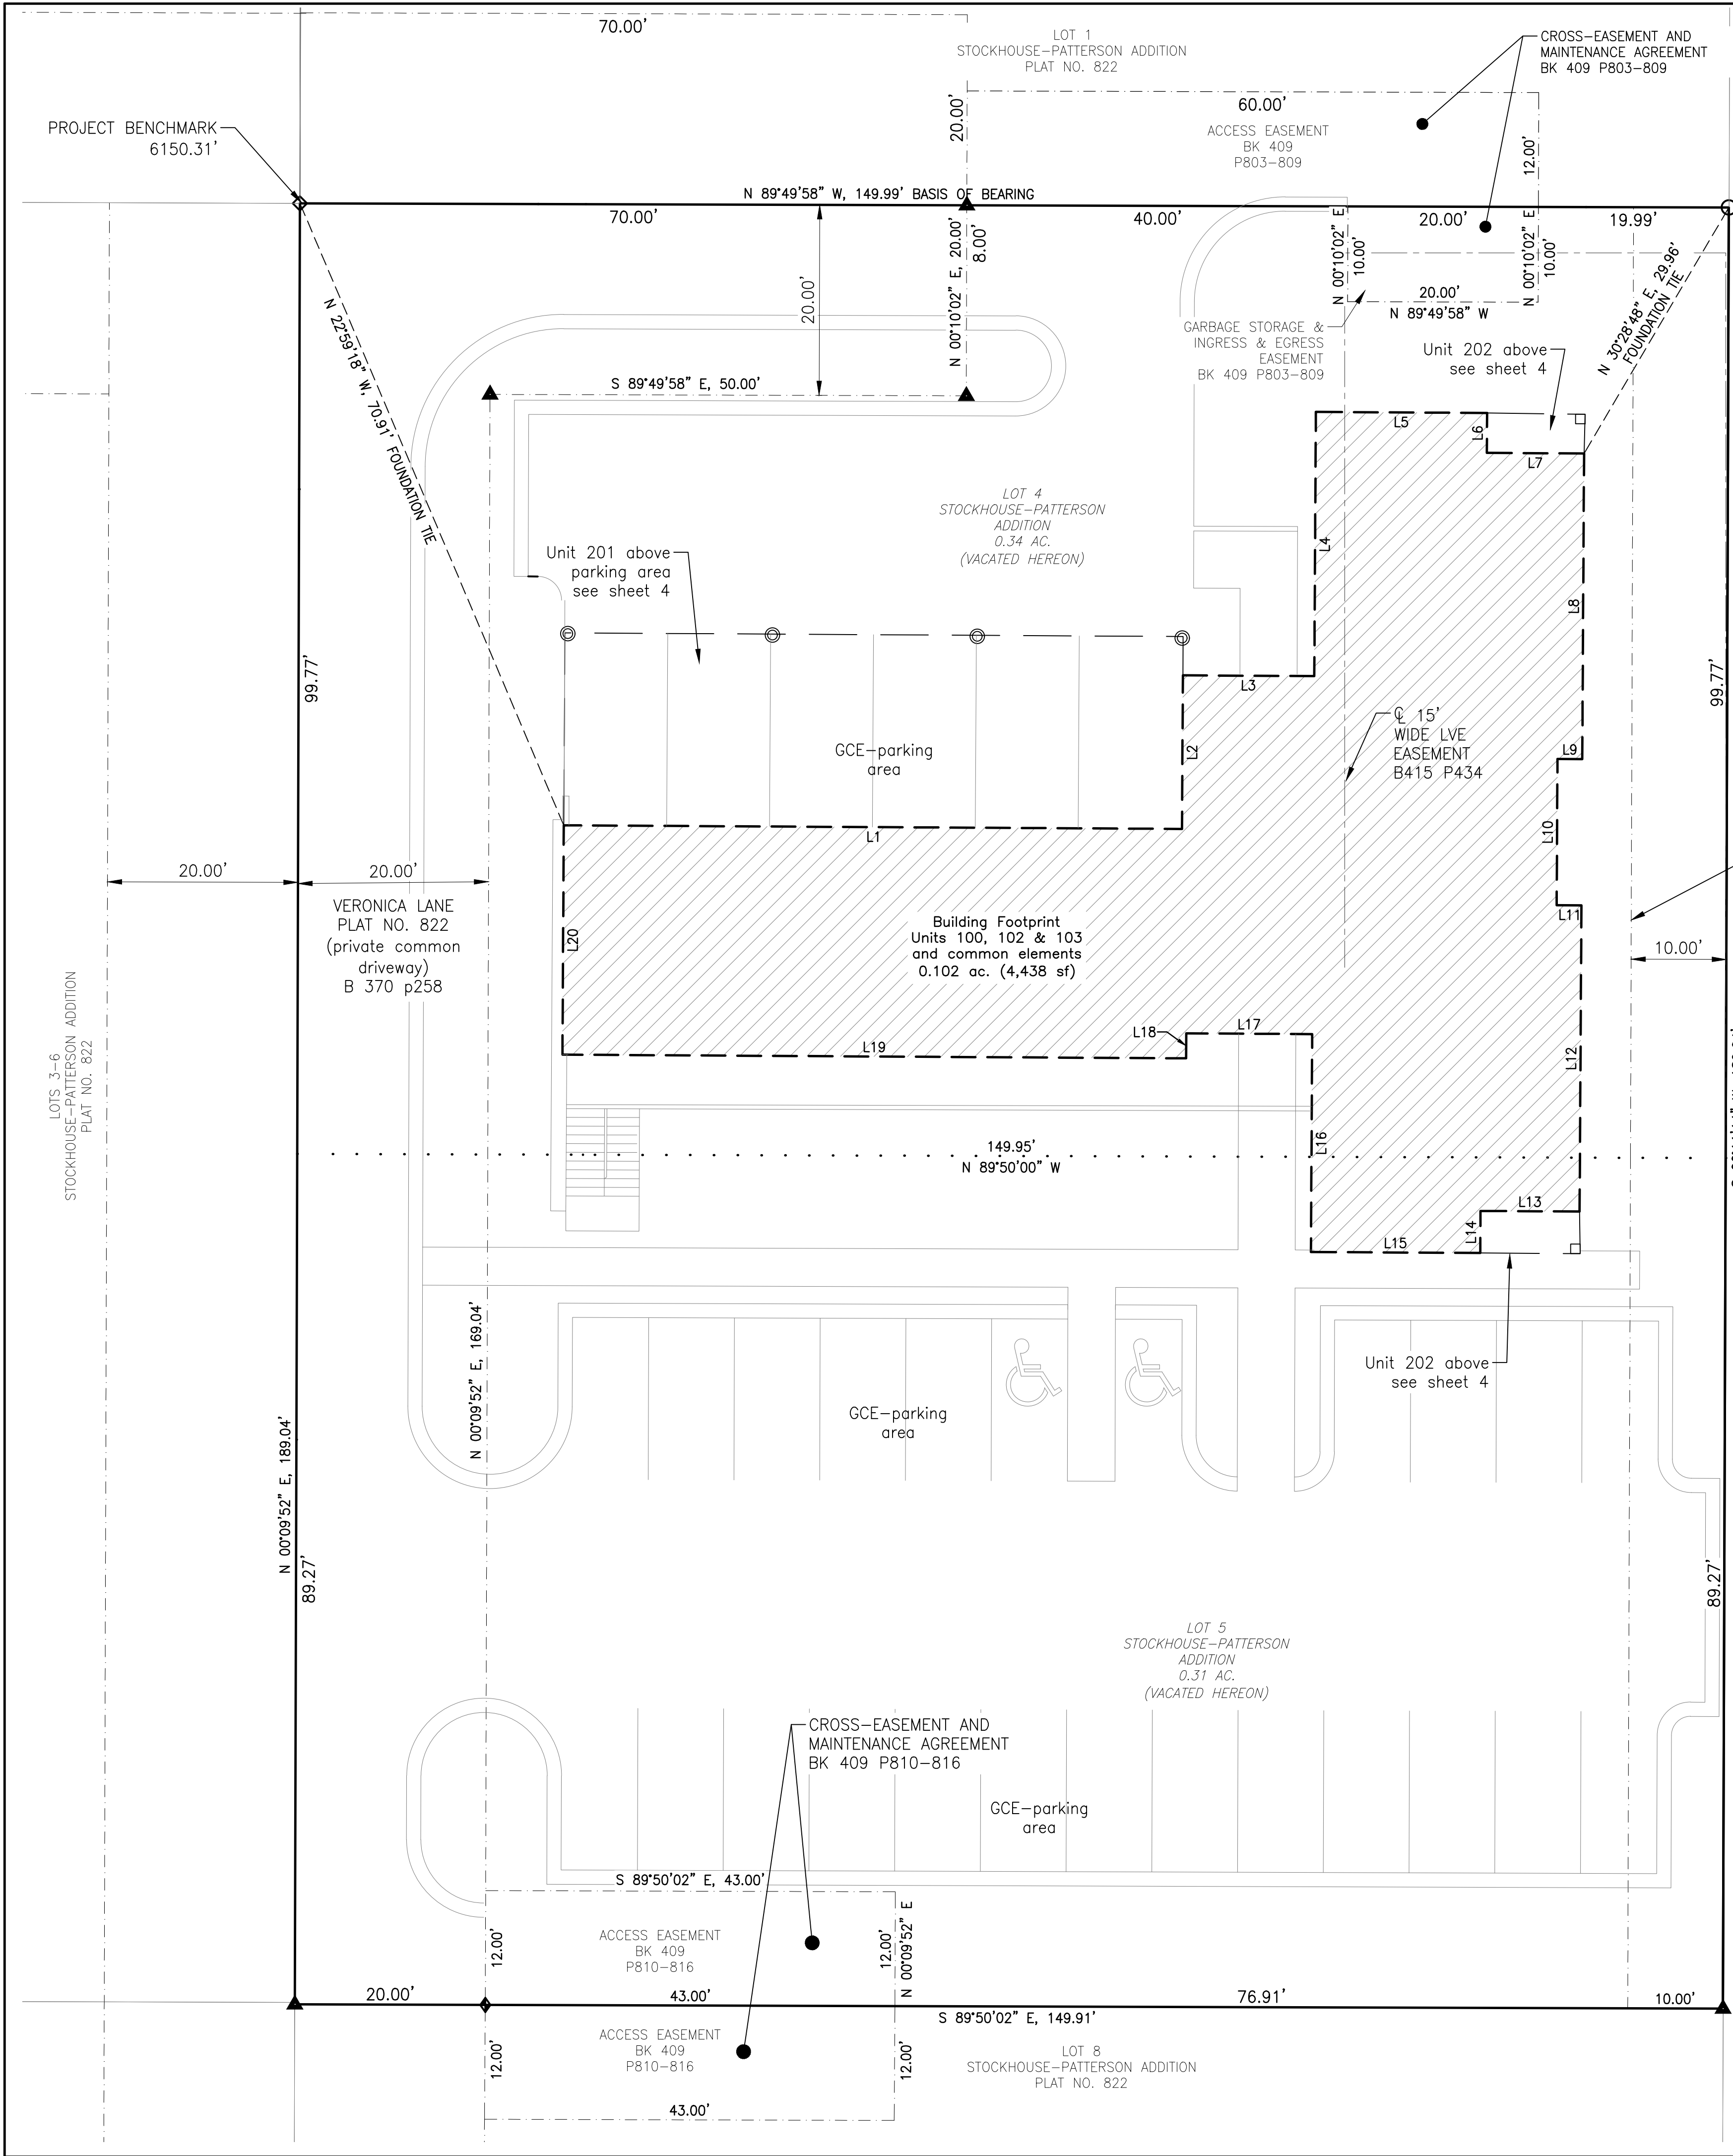 70.00'
LOT 1
STOCKHOUSE-PATTERSON ADDITION
PLAT NO. 822
CROSS-EASEMENT AND
MAINTENANCE AGREEMENT
BK 409 P803-809
PROJECT BENCHMARK
6150.31'
20.00'
60.00'
ACCESS EASEMENT
BK 409
P803-809
12.00'
N 89°49'58" W, 149.99' BASIS OF BEARING
70.00'
40.00'
20.00'
19.99'
N 22°59'18" W, 70.91' FOUNDATION TIE
20.00'
N 00°10'02" E, 20.00'
8.00'
N 00°10'02" E
10.00'
N 00°10'02" E
10.00'
20.00'
N 89°49'58" W
N 30°28'48" E, 29.96'
FOUNDATION TIE
GARBAGE STORAGE &
INGRESS & EGRESS
EASEMENT
BK 409 P803-809
Unit 202 above
see sheet 4
S 89°49'58" E, 50.00'
L5
L6
L7
LOT 4
STOCKHOUSE-PATTERSON
ADDITION
0.34 AC.
(VACATED HEREON)
L4
Unit 201 above
parking area
see sheet 4
L8
99.77'
99.77'
L3
℄ 15'
WIDE LVE
EASEMENT
B415 P434
GCE-parking
area
L2
L9
L1
L10
20.00'
20.00'
VERONICA LANE
PLAT NO. 822
(private common
driveway)
B 370 p258
L20
Building Footprint
Units 100, 102 & 103
and common elements
0.102 ac. (4,438 sf)
L11
10.00'
LOTS 3-6
STOCKHOUSE-PATTERSON ADDITION
PLAT NO. 822
L18
L17
L19
L12
149.95'
N 89°50'00" W
L16
L13
L14
L15
N 00°09'52" E, 169.04'
Unit 202 above
see sheet 4
GCE-parking
area
N 00°09'52" E, 189.04'
89.27'
89.27'
LOT 5
STOCKHOUSE-PATTERSON
ADDITION
0.31 AC.
(VACATED HEREON)
CROSS-EASEMENT AND
MAINTENANCE AGREEMENT
BK 409 P810-816
GCE-parking
area
S 89°50'02" E, 43.00'
12.00'
ACCESS EASEMENT
BK 409
P810-816
12.00'
N 00°09'52" E
20.00'
43.00'
76.91'
10.00'
S 89°50'02" E, 149.91'
12.00'
ACCESS EASEMENT
BK 409
P810-816
12.00'
LOT 8
STOCKHOUSE-PATTERSON ADDITION
PLAT NO. 822
43.00'